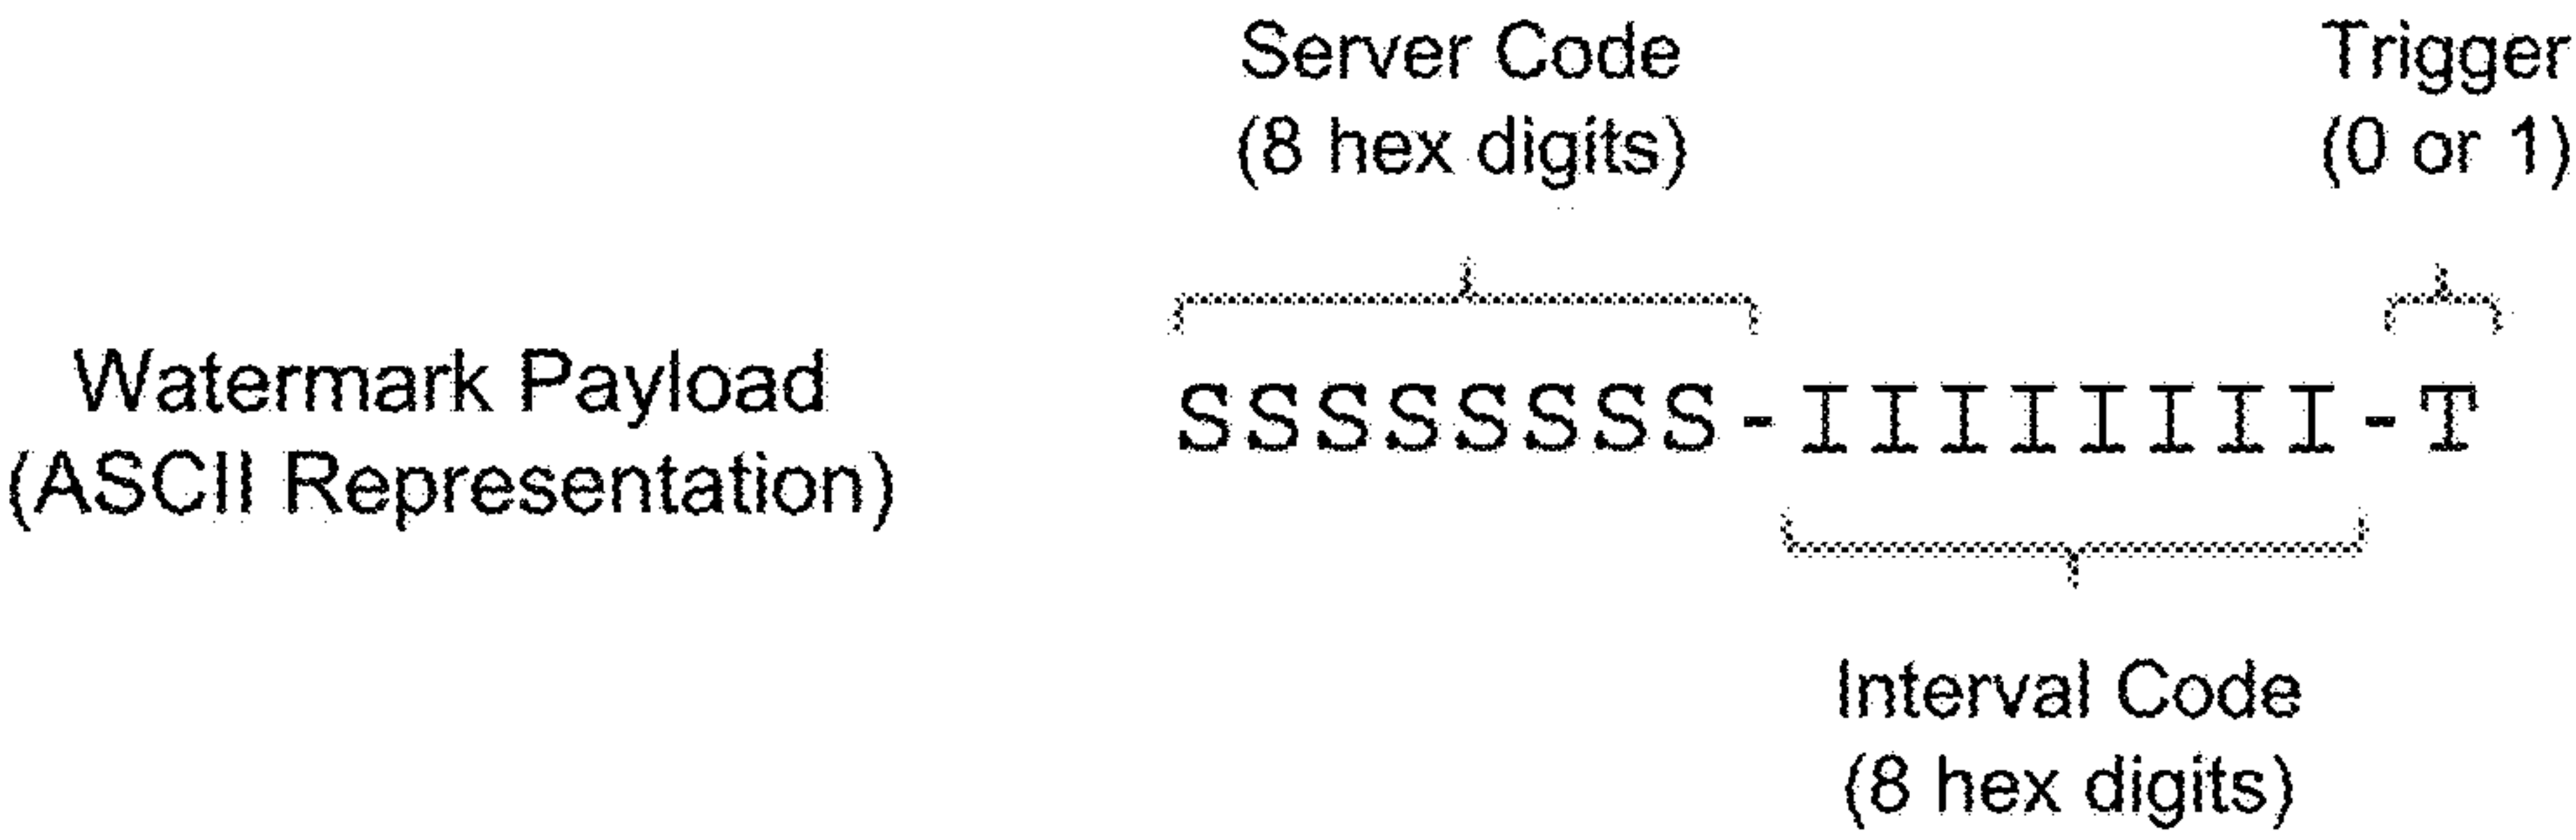 Server Code
(8 hex digits)
Trigger
(0 or 1)
Watermark Payload
(ASCII Representation)
SSSSSSSS-IIIIIIII-T
Interval Code
(8 hex digits)